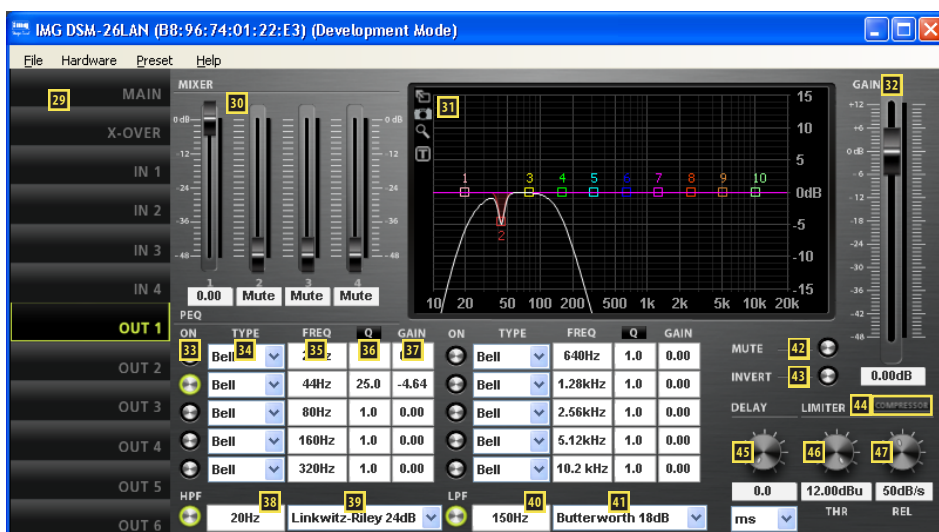 IMG DSM-26LAN (B8:96:74:01:22:E3) (Development Mode)
File Hardware Preset Help
29 MAIN
X-OVER
IN 1
IN 2
IN 3
IN 4
OUT 1
OUT 2
OUT 3
OUT 4
OUT 5
OUT 6
MIXER
30
0 dB 0 dB
-12 -12
-24 -24
-36 -36
-48 -48
1 2 3 4
0.00 Mute Mute Mute
31
T
15
10
5
0dB
-5
-10
-15
1 2 3 4 5 6 7 8 9 10
10 20 50 100 200 500 1k 2k 5k 10k 20k
GAIN 32
+12
+6
0 dB
-6
-12
-18
-24
-30
-36
-42
-48
0.00dB
PEQ
ON TYPE FREQ Q GAIN ON TYPE FREQ Q GAIN
33 34 35 36 37
Bell Bell 640Hz 1.0 0.00
Bell 44Hz 25.0 -4.64 Bell 1.28kHz 1.0 0.00
Bell 80Hz 1.0 0.00 Bell 2.56kHz 1.0 0.00
Bell 160Hz 1.0 0.00 Bell 5.12kHz 1.0 0.00
Bell 320Hz 1.0 0.00 Bell 10.2 kHz 1.0 0.00
HPF 38 39 LPF 40 41
20Hz Linkwitz-Riley 24dB 150Hz Butterworth 18dB
MUTE 42
INVERT 43
DELAY LIMITER 44 COMPRESSOR
45 46 47
0.0 12.00dBu 50dB/s
ms THR REL